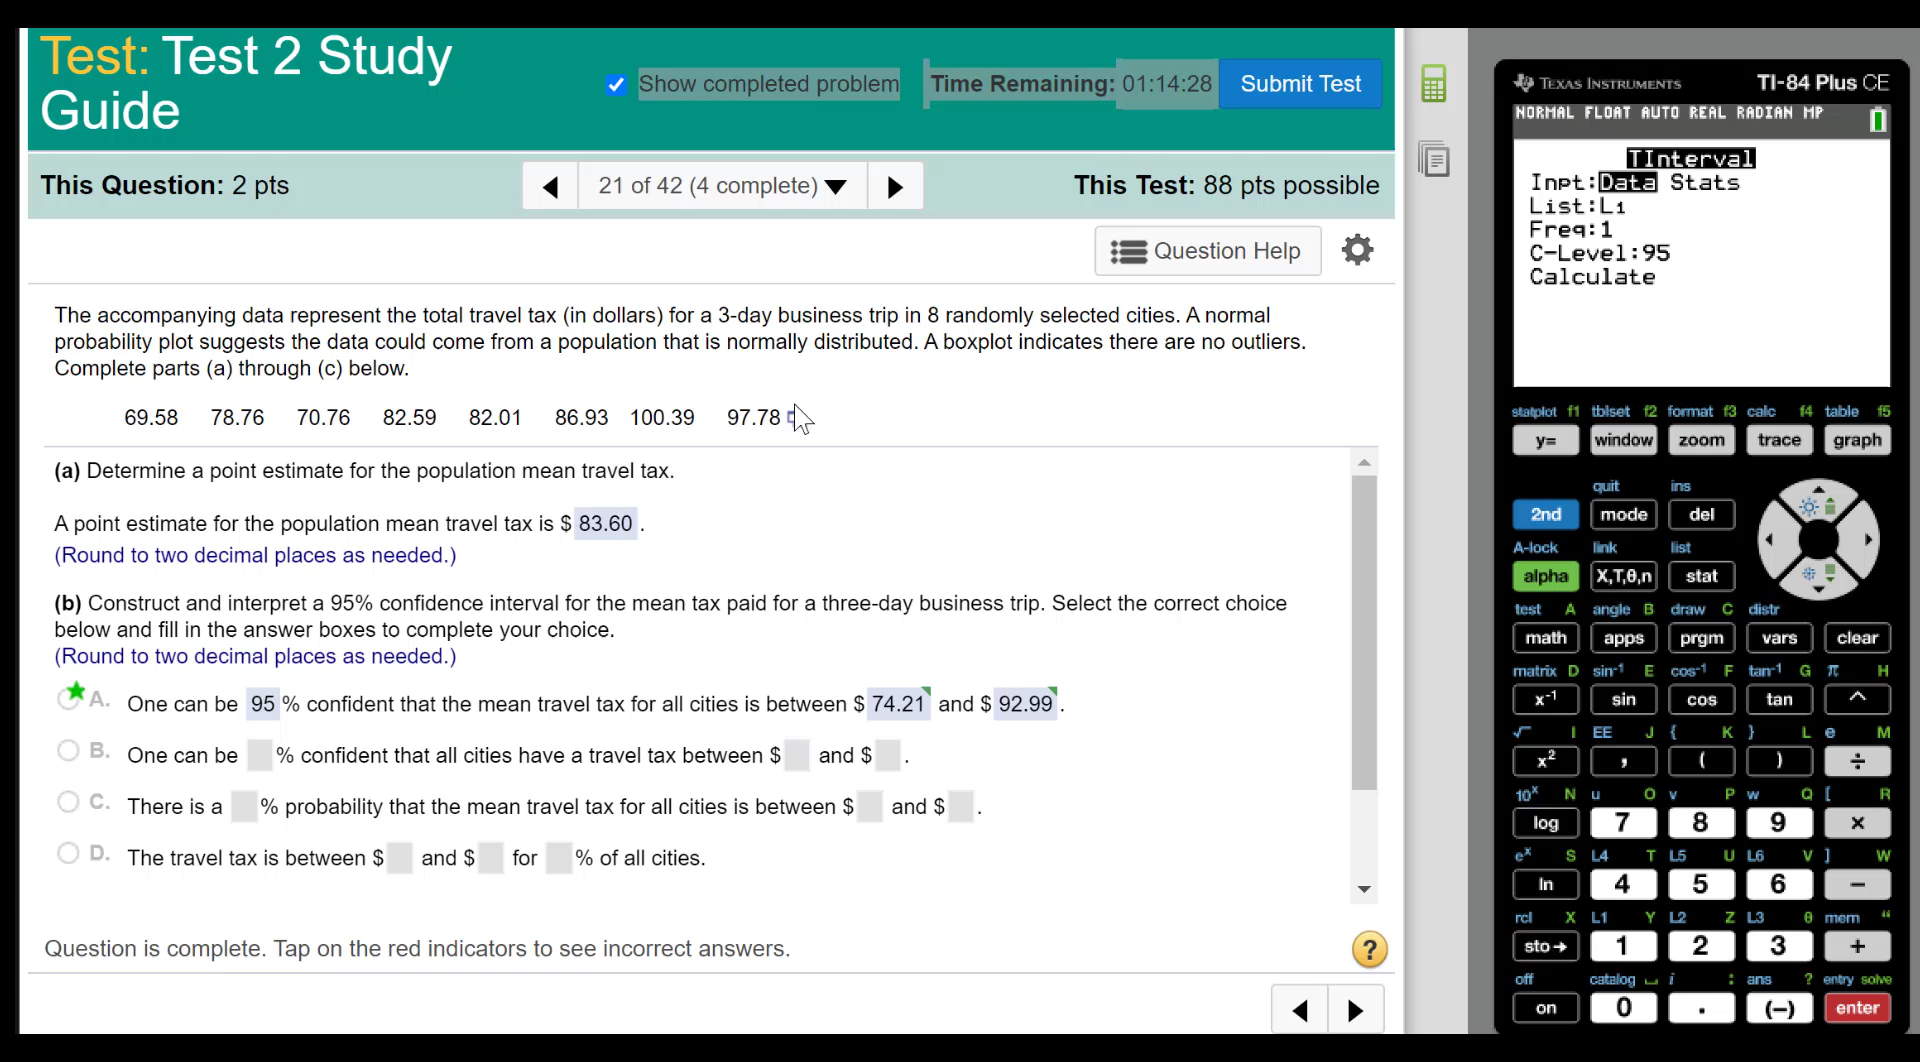 Test: Test 2 Study
Guide
Show completed problem
Time Remaining: 01:14:28
Submit Test
This Question: 2 pts
21 of 42 (4 complete)
This Test: 88 pts possible
Question Help
The accompanying data represent the total travel tax (in dollars) for a 3-day business trip in 8 randomly selected cities. A normal
probability plot suggests the data could come from a population that is normally distributed. A boxplot indicates there are no outliers.
Complete parts (a) through (c) below.
69.58 78.76 70.76 82.59 82.01 86.93 100.39 97.78
(a) Determine a point estimate for the population mean travel tax.
A point estimate for the population mean travel tax is $ 83.60 .
(Round to two decimal places as needed.)
(b) Construct and interpret a 95% confidence interval for the mean tax paid for a three-day business trip. Select the correct choice
below and fill in the answer boxes to complete your choice.
(Round to two decimal places as needed.)
A. One can be 95 % confident that the mean travel tax for all cities is between $ 74.21 and $ 92.99 .
B. One can be % confident that all cities have a travel tax between $ and $ .
C. There is a % probability that the mean travel tax for all cities is between $ and $ .
D. The travel tax is between $ and $ for % of all cities.
Question is complete. Tap on the red indicators to see incorrect answers.
?
TEXAS INSTRUMENTS TI-84 Plus CE
NORMAL FLOAT AUTO REAL RADIAN MP
TInterval
Inpt:Data Stats
List:L1
Freq:1
C-Level:95
Calculate
statplot f1 tblset f2 format f3 calc f4 table f5
y= window zoom trace graph
quit ins
2nd mode del
A-lock link list
alpha X,T,θ,n stat
test A angle B draw C distr
math apps prgm vars clear
matrix D sin⁻¹ E cos⁻¹ F tan⁻¹ G π H
x⁻¹ sin cos tan ^
√ I EE J { K } L e M
x² , ( ) ÷
10ˣ N u O v P w Q [ R
log 7 8 9 ×
eˣ S L4 T L5 U L6 V ] W
ln 4 5 6 −
rcl X L1 Y L2 Z L3 θ mem "
sto→ 1 2 3 +
off catalog ⎵ i : ans ? entry solve
on 0 . (−) enter